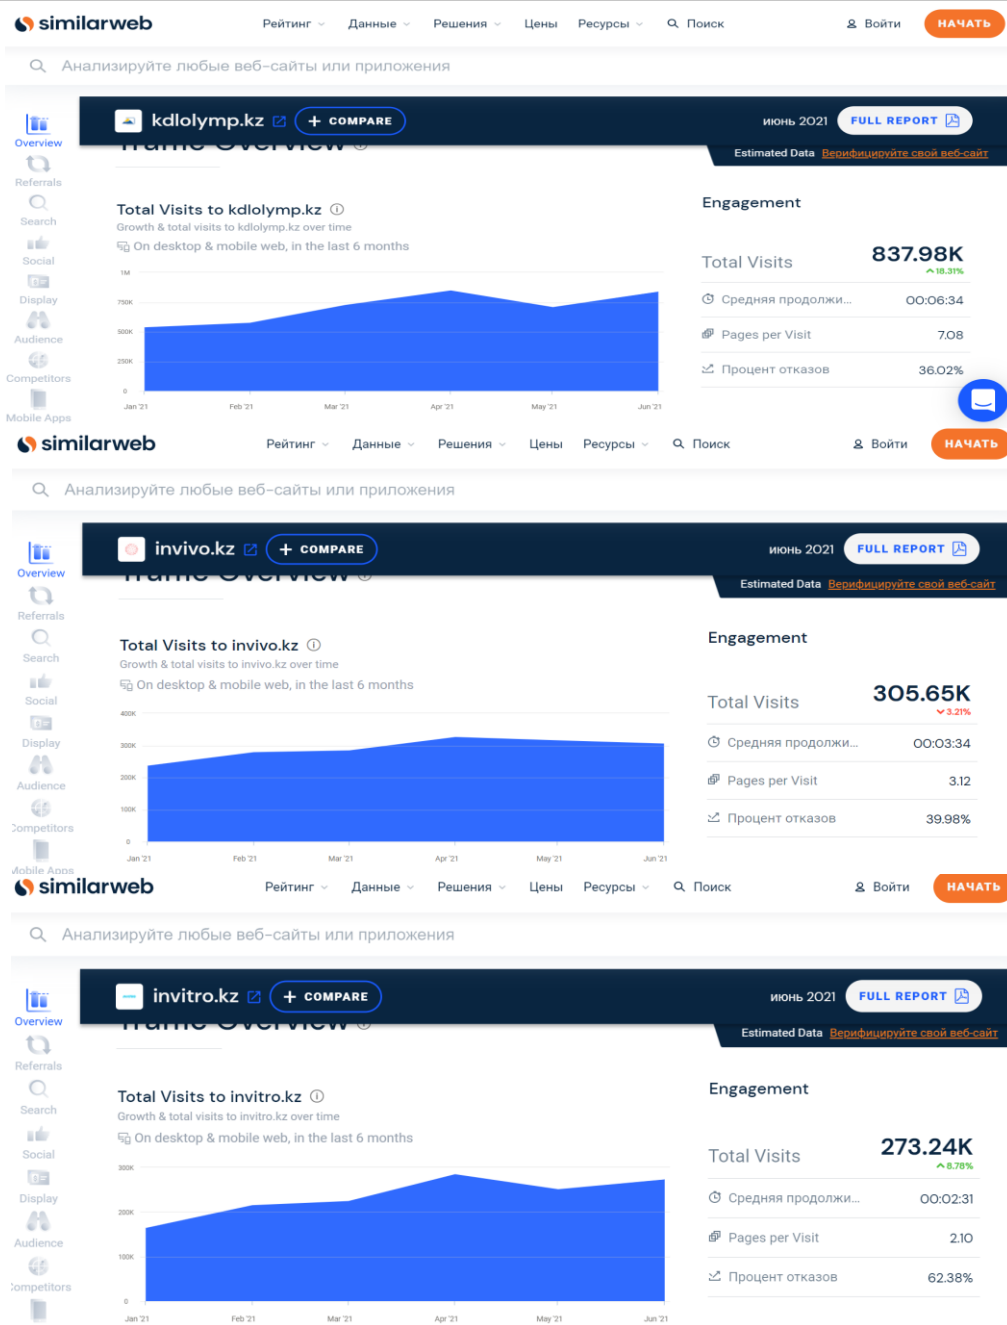 similarweb Рейтинг Данные Решения Цены Ресурсы Поиск Войти НАЧАТЬ
Анализируйте любые веб-сайты или приложения
kdlolymp.kz + COMPARE июнь 2021 FULL REPORT
Overview
Traffic Overview
Estimated Data Верифицируйте свой веб-сайт
Referrals
Search
Social
Display
Audience
Competitors
Mobile Apps
Total Visits to kdlolymp.kz
Growth & total visits to kdlolymp.kz over time
On desktop & mobile web, in the last 6 months
1M
750K
500K
250K
0
Jan '21 Feb '21 Mar '21 Apr '21 May '21 Jun '21
Engagement
Total Visits 837.98K
18.31%
Средняя продолжи... 00:06:34
Pages per Visit 7.08
Процент отказов 36.02%
similarweb Рейтинг Данные Решения Цены Ресурсы Поиск Войти НАЧАТЬ
Анализируйте любые веб-сайты или приложения
invivo.kz + COMPARE июнь 2021 FULL REPORT
Overview
Traffic Overview
Estimated Data Верифицируйте свой веб-сайт
Referrals
Search
Social
Display
Audience
Competitors
Mobile Apps
Total Visits to invivo.kz
Growth & total visits to invivo.kz over time
On desktop & mobile web, in the last 6 months
400K
300K
200K
100K
0
Jan '21 Feb '21 Mar '21 Apr '21 May '21 Jun '21
Engagement
Total Visits 305.65K
3.21%
Средняя продолжи... 00:03:34
Pages per Visit 3.12
Процент отказов 39.98%
similarweb Рейтинг Данные Решения Цены Ресурсы Поиск Войти НАЧАТЬ
Анализируйте любые веб-сайты или приложения
invitro.kz + COMPARE июнь 2021 FULL REPORT
Overview
Traffic Overview
Estimated Data Верифицируйте свой веб-сайт
Referrals
Search
Social
Display
Audience
Competitors
Total Visits to invitro.kz
Growth & total visits to invitro.kz over time
On desktop & mobile web, in the last 6 months
300K
200K
100K
0
Jan '21 Feb '21 Mar '21 Apr '21 May '21 Jun '21
Engagement
Total Visits 273.24K
8.78%
Средняя продолжи... 00:02:31
Pages per Visit 2.10
Процент отказов 62.38%